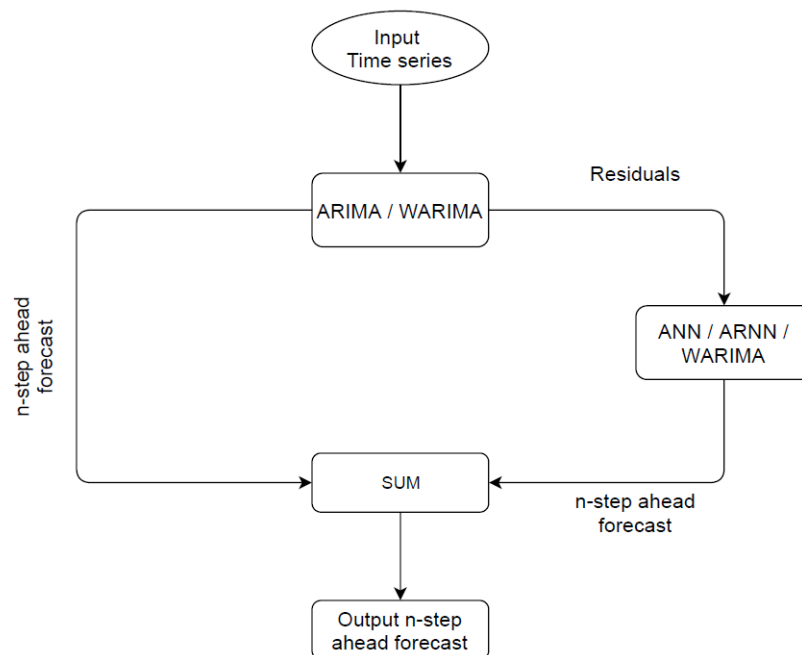 Input
Time series
ARIMA / WARIMA
Residuals
n-step ahead
forecast
ANN / ARNN /
WARIMA
SUM
n-step ahead
forecast
Output n-step
ahead forecast